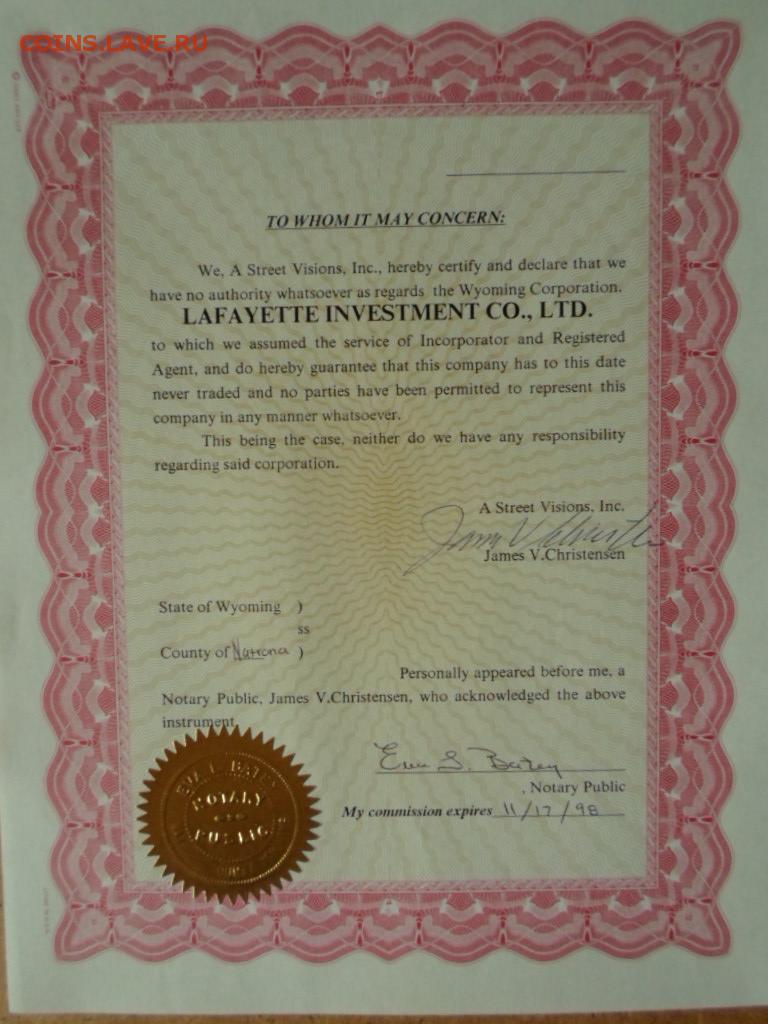 COINS.LAVE.RU
TO WHOM IT MAY CONCERN:
We, A Street Visions, Inc., hereby certify and declare that we
have no authority whatsoever as regards the Wyoming Corporation.
LAFAYETTE INVESTMENT CO., LTD.
to which we assumed the service of Incorporator and Registered
Agent, and do hereby guarantee that this company has to this date
never traded and no parties have been permitted to represent this
company in any manner whatsoever.
This being the case, neither do we have any responsibility
regarding said corporation.
A Street Visions, Inc.
James V Christensen
James V.Christensen
State of Wyoming )
ss
County of Natrona )
Personally appeared before me, a
Notary Public, James V.Christensen, who acknowledged the above
instrument.
Eva L. Batey
, Notary Public
My commission expires 11/17/98
EVA L. BATEY
NOTARY
PUBLIC